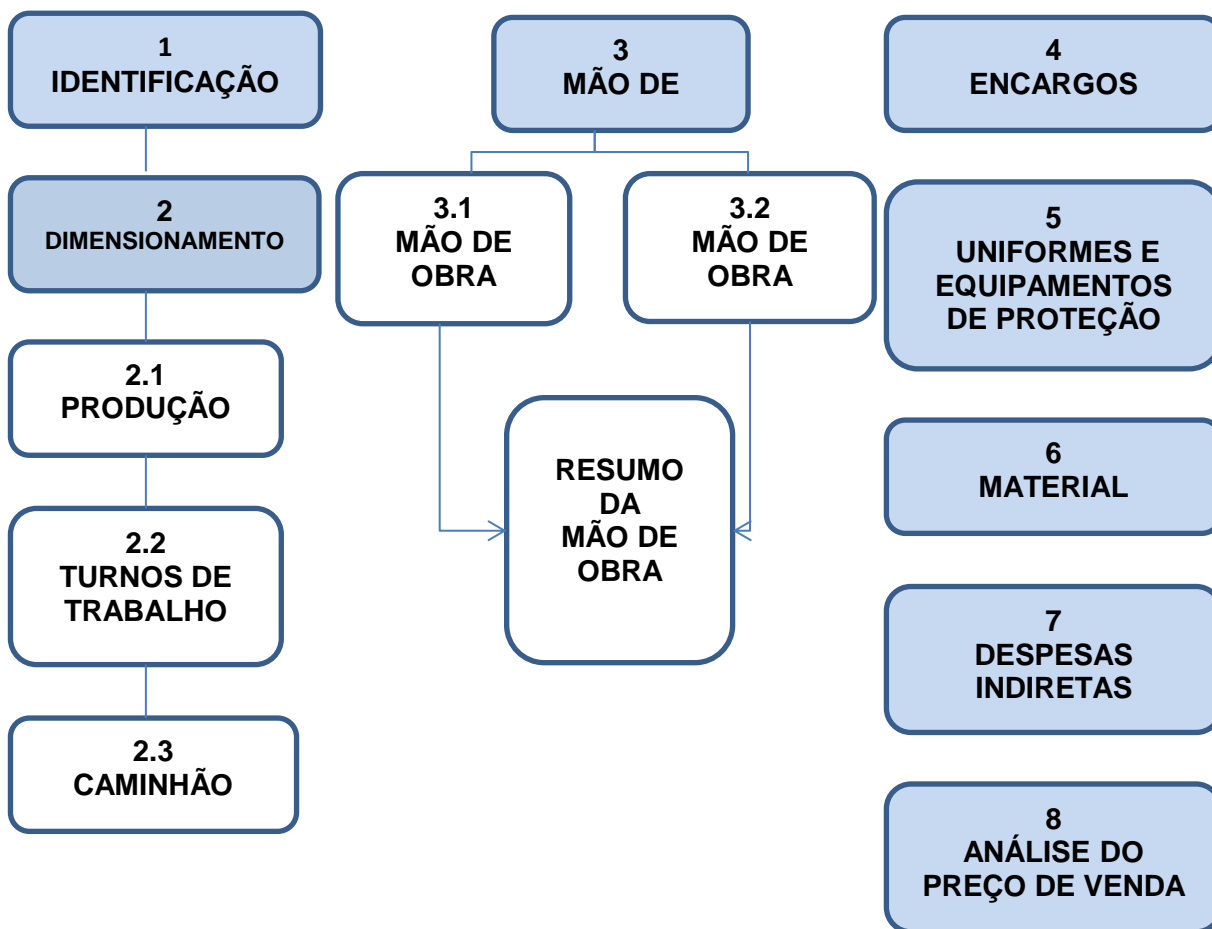 1
IDENTIFICAÇÃO
2
DIMENSIONAMENTO
2.1
PRODUÇÃO
2.2
TURNOS DE
TRABALHO
2.3
CAMINHÃO
3
MÃO DE
3.1
MÃO DE
OBRA
3.2
MÃO DE
OBRA
RESUMO
DA
MÃO DE
OBRA
4
ENCARGOS
5
UNIFORMES E
EQUIPAMENTOS
DE PROTEÇÃO
6
MATERIAL
7
DESPESAS
INDIRETAS
8
ANÁLISE DO
PREÇO DE VENDA